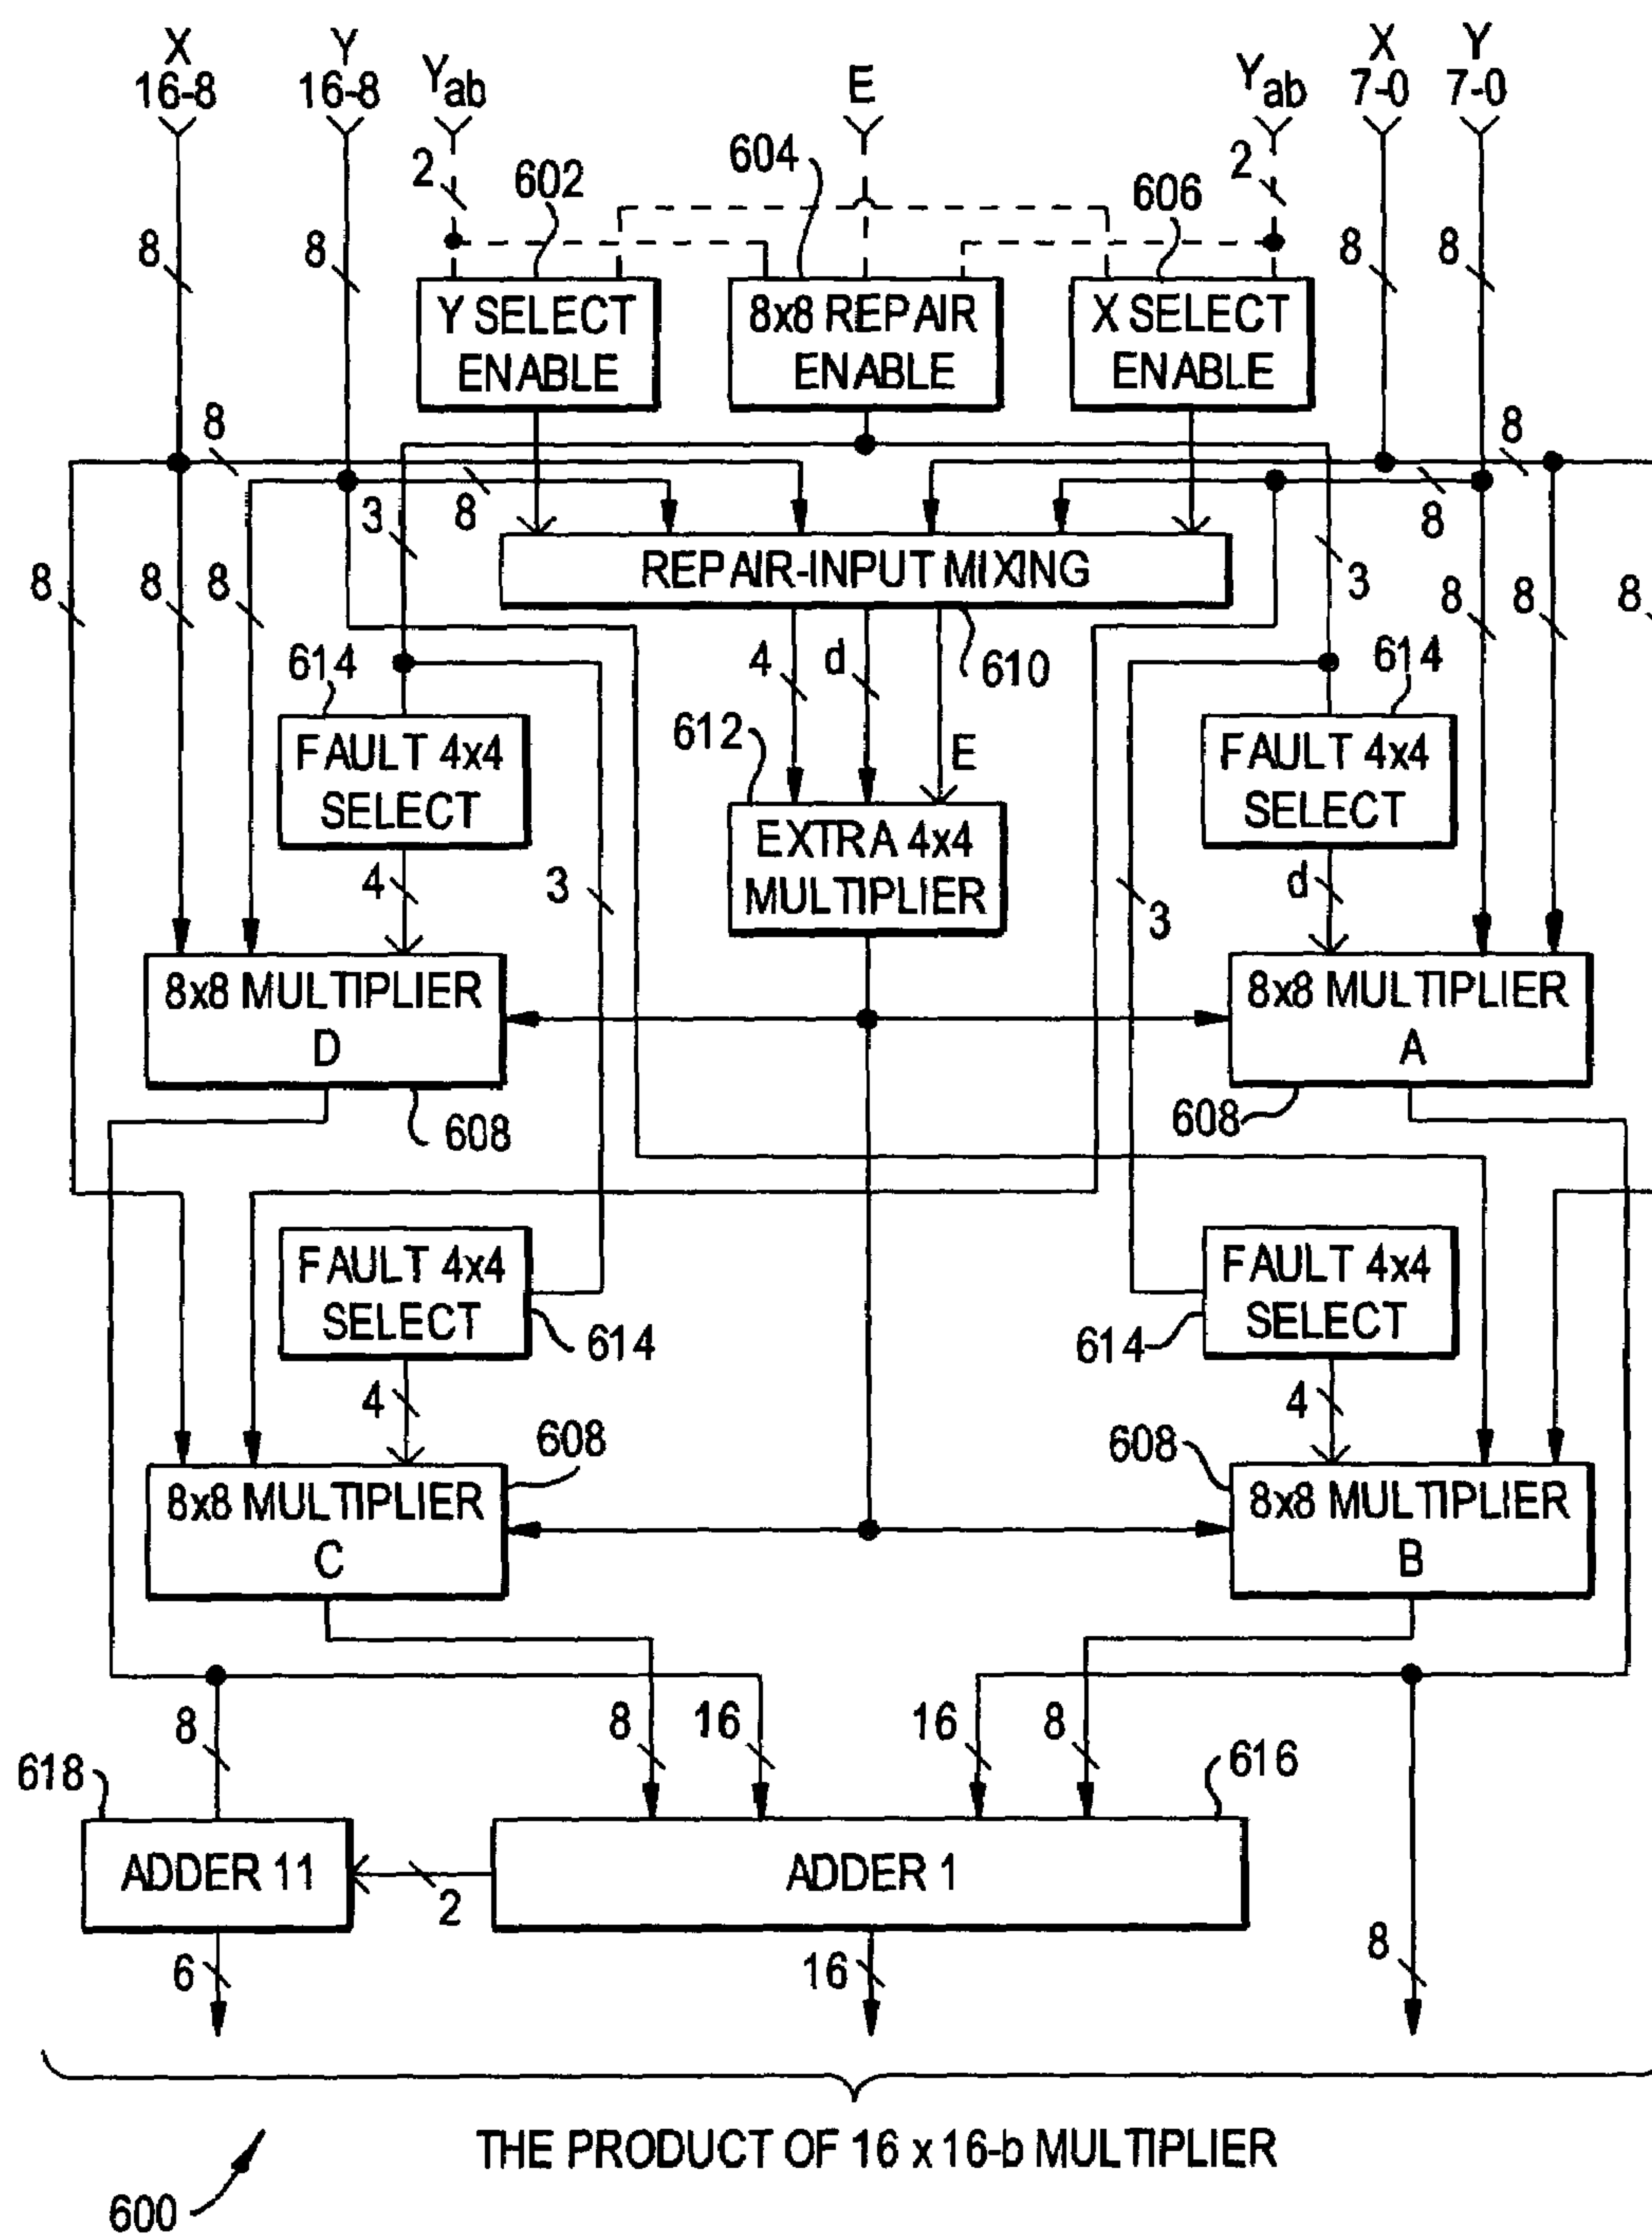 X Y Yab E Yab X Y
16-8 16-8 7-0 7-0
2 602 604 606 2
8 8 8 8
Y SELECT ENABLE
8x8 REPAIR ENABLE
X SELECT ENABLE
8 8
3 8 8
REPAIR-INPUT MIXING
8 8 8 3 8 8 8
614 4 d 610 614
612 E
FAULT 4x4 SELECT
FAULT 4x4 SELECT
EXTRA 4x4 MULTIPLIER
4 3 3 d
8x8 MULTIPLIER D
8x8 MULTIPLIER A
608 608
FAULT 4x4 SELECT
FAULT 4x4 SELECT
614 614
4 4
608 608
8x8 MULTIPLIER C
8x8 MULTIPLIER B
8 8 16 16 8
618 616
ADDER 11
2
ADDER 1
6 16 8
THE PRODUCT OF 16 x 16-b MULTIPLIER
600